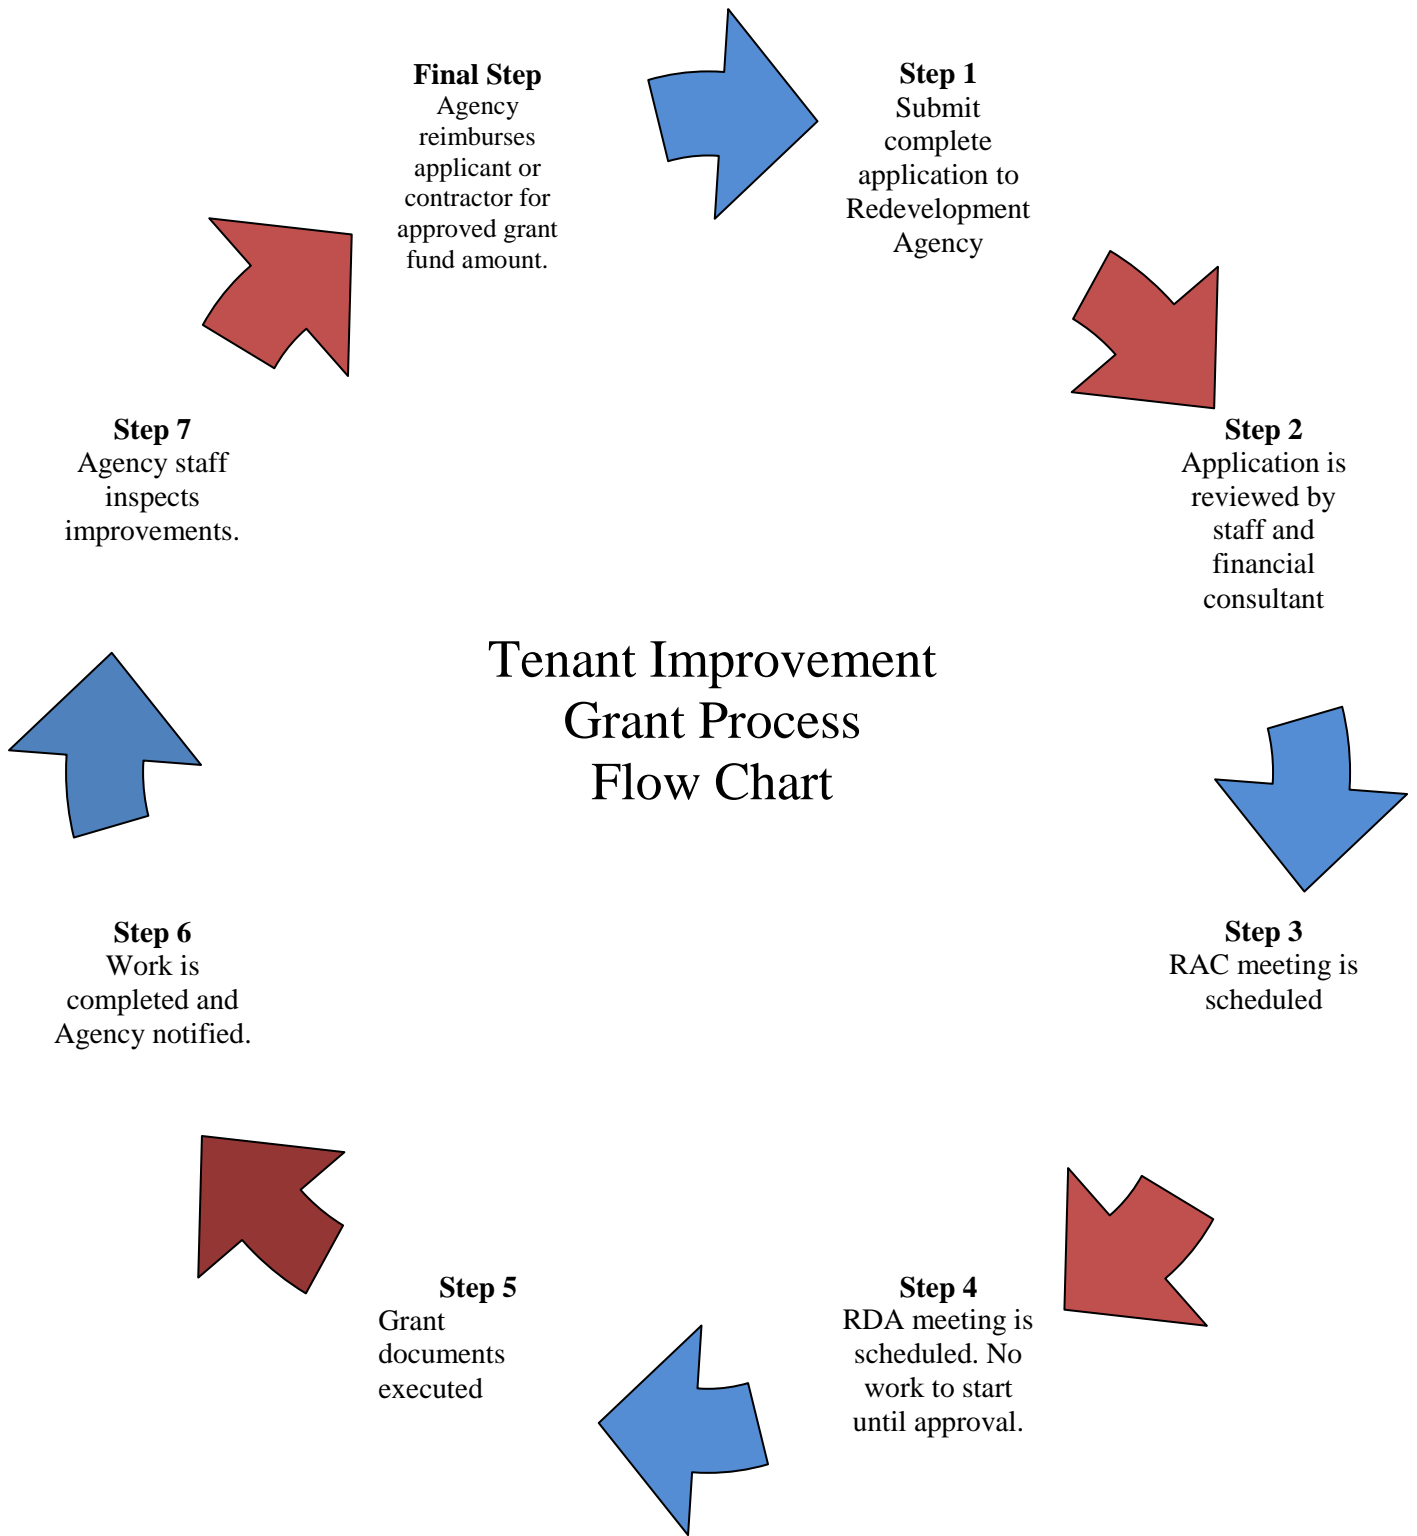 Final Step
Agency
reimburses
applicant or
contractor for
approved grant
fund amount.
Step 1
Submit
complete
application to
Redevelopment
Agency
Step 2
Application is
reviewed by
staff and
financial
consultant
Step 3
RAC meeting is
scheduled
Step 4
RDA meeting is
scheduled. No
work to start
until approval.
Step 5
Grant
documents
executed
Step 6
Work is
completed and
Agency notified.
Step 7
Agency staff
inspects
improvements.
Tenant Improvement
Grant Process
Flow Chart